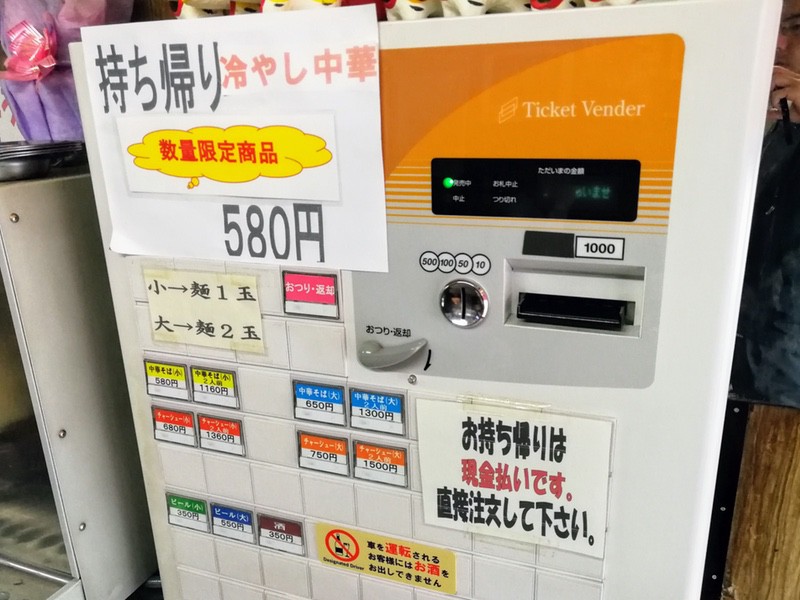 持ち帰り冷やし中華
数量限定商品
580円
Ticket Vender
ただいまの金額
発売中 お札中止
中止 つり切れ
いませ
1000
500 100 50 10
おつり・返却
小→麺1玉
大→麺2玉
おつり・返却
中華そば(小)
580円
中華そば(小)
2人前
1160円
中華そば(大)
650円
中華そば(大)
2人前
1300円
チャーシュー(小)
680円
チャーシュー(小)
2人前
1360円
チャーシュー(大)
750円
チャーシュー(大)
2人前
1500円
お持ち帰りは
現金払いです。
直接注文して下さい。
ビール(小)
350円
ビール(大)
550円
酒
350円
Designated Driver
車を運転される
お客様にはお酒を
お出しできません